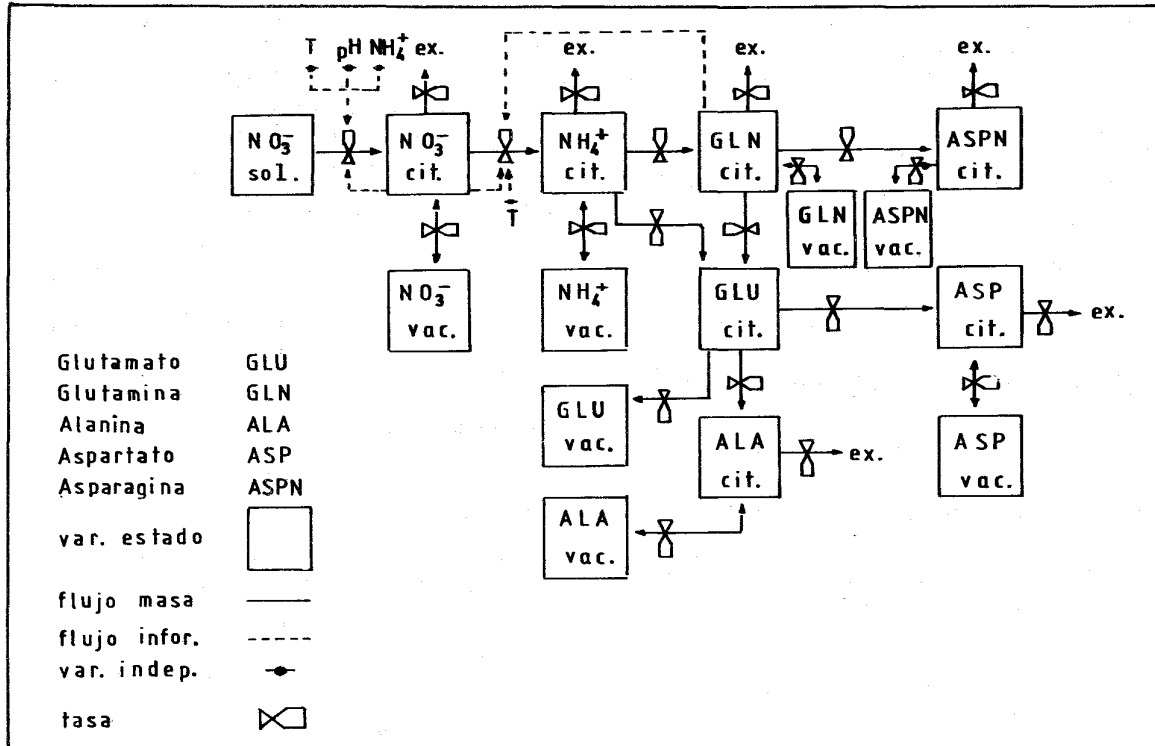 T pH NH₄⁺ ex. ex. ex. ex.
NO₃⁻ sol.
NO₃⁻ cit.
NH₄⁺ cit.
GLN cit.
ASPN cit.
T
GLN vac.
ASPN vac.
NO₃⁻ vac.
NH₄⁺ vac.
GLU cit.
ASP cit.
ex.
GLU vac.
ALA cit.
ex.
ASP vac.
ALA vac.
Glutamato GLU
Glutamina GLN
Alanina ALA
Aspartato ASP
Asparagina ASPN
var. estado
flujo masa
flujo infor.
var. indep.
tasa